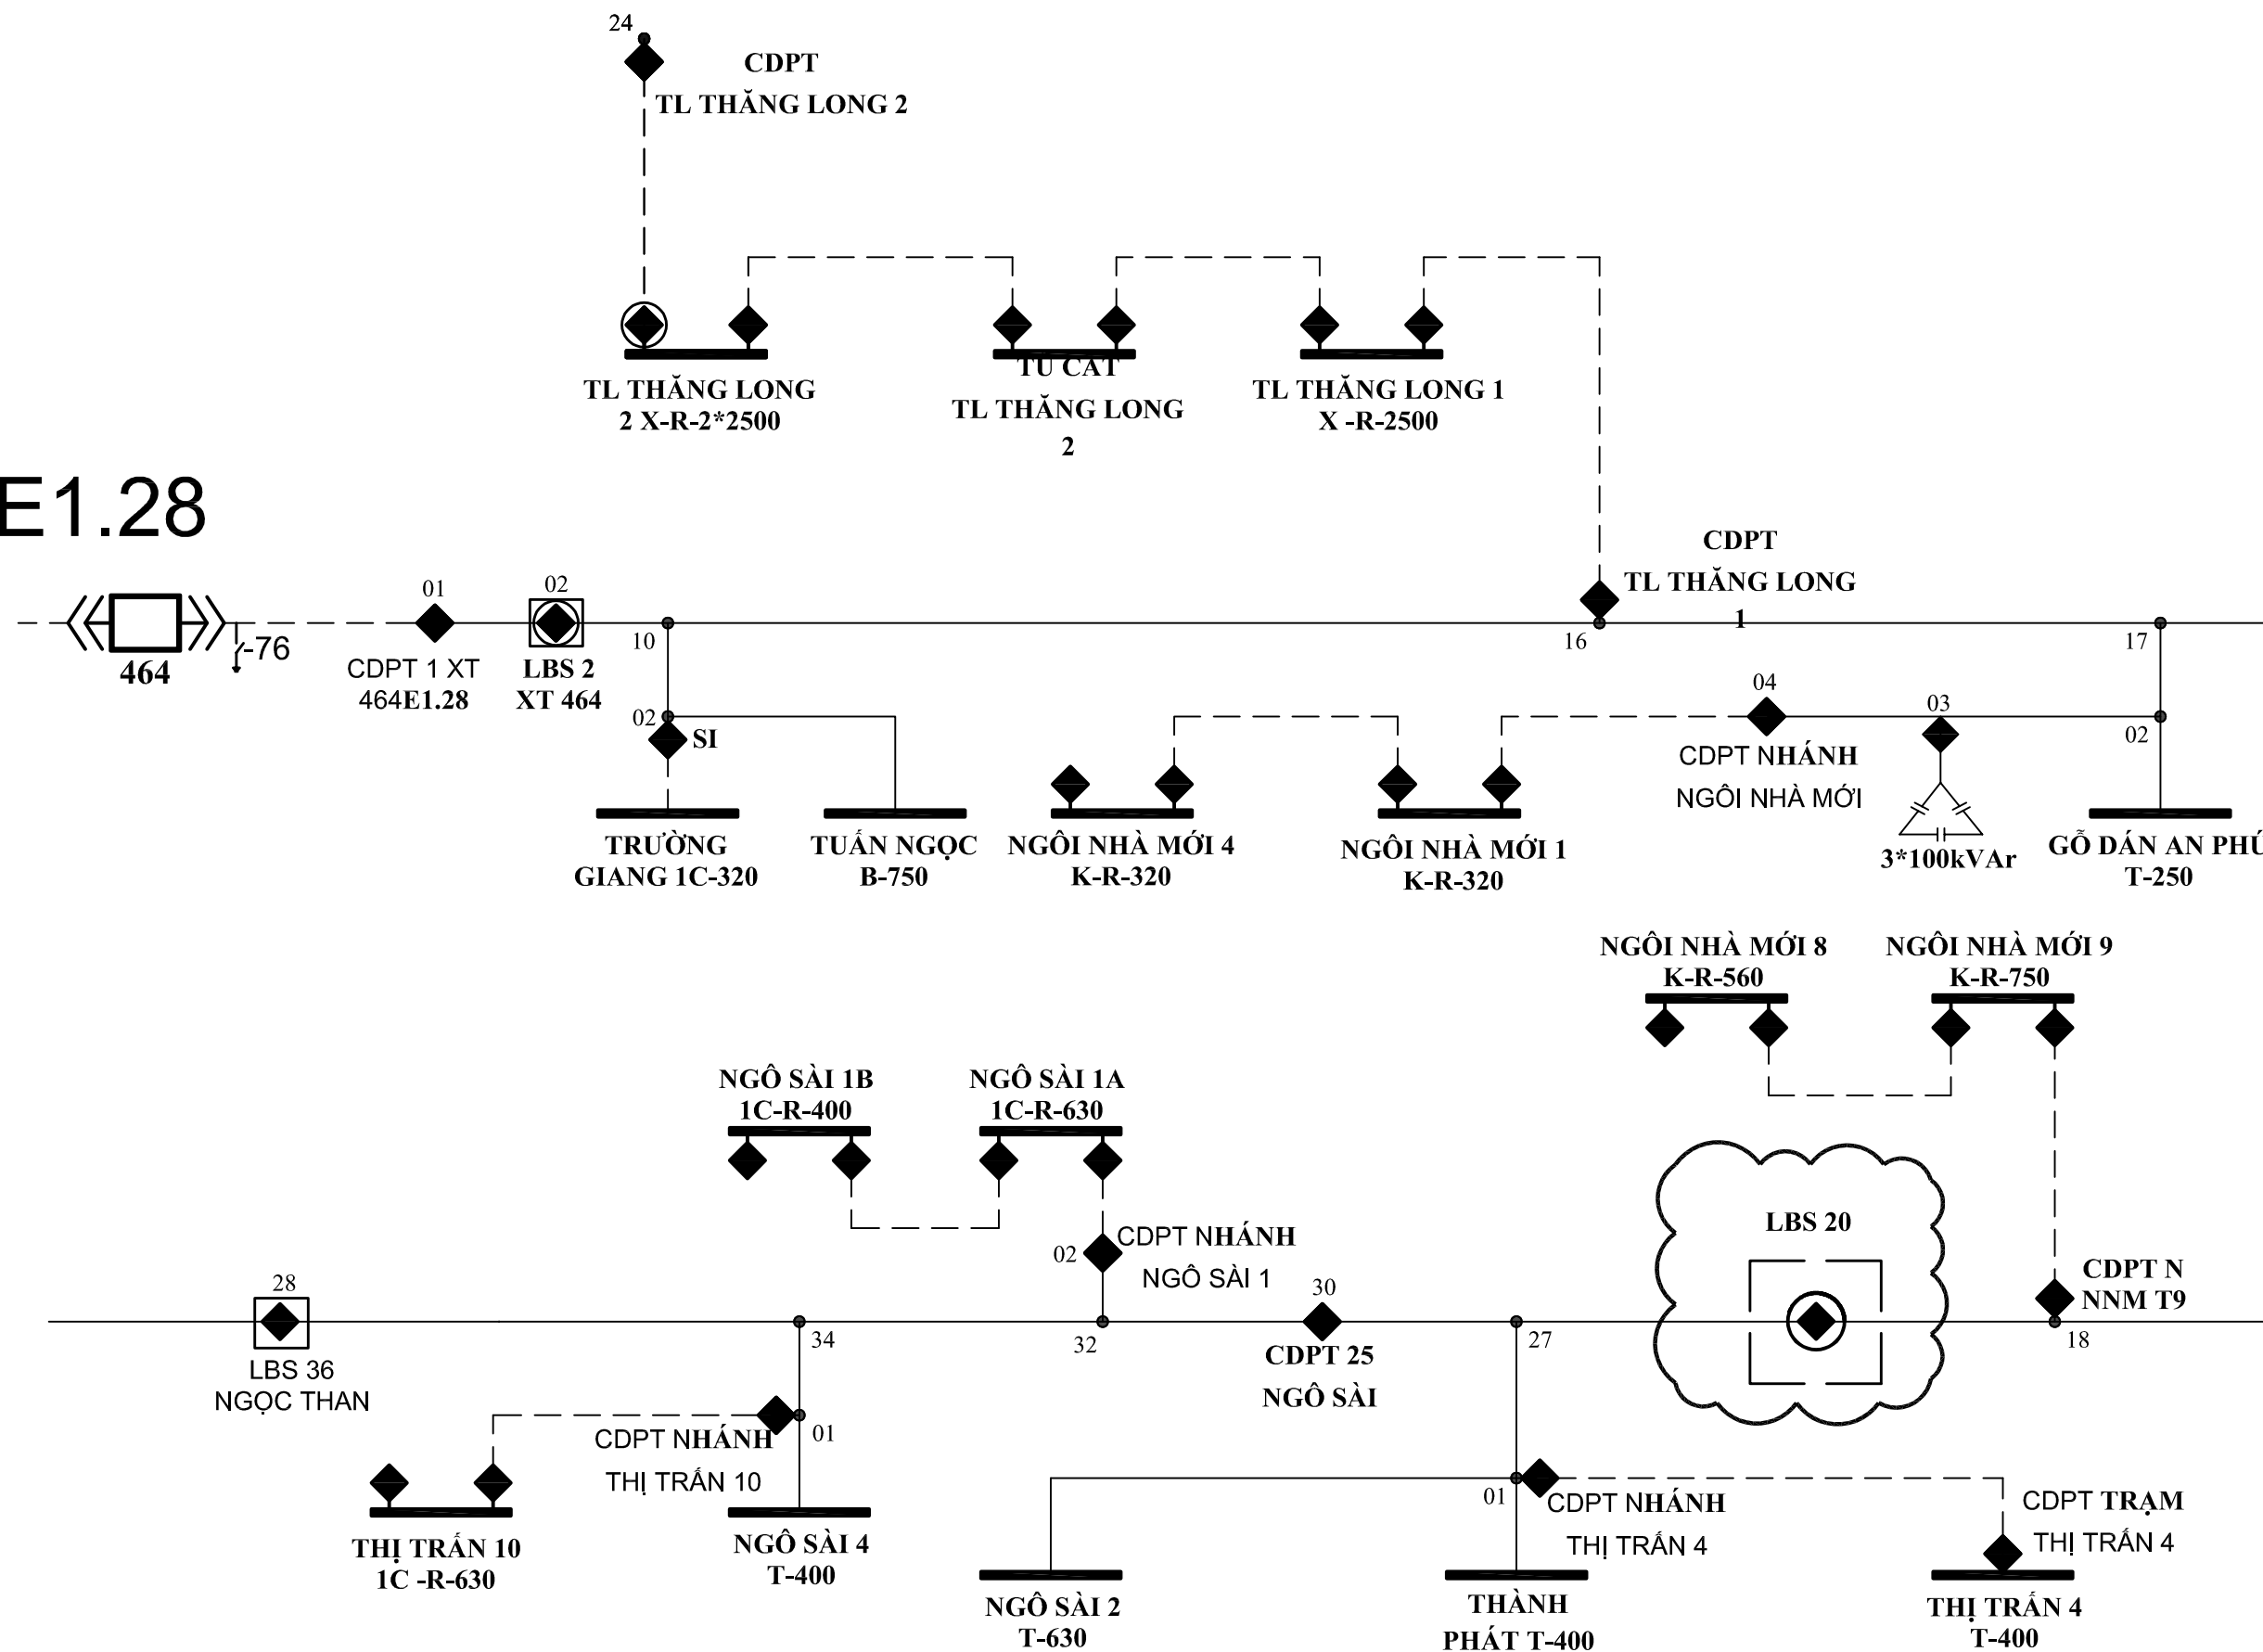 24
CDPT
TL THĂNG LONG 2
TL THĂNG LONG
2 X-R-2*2500
TỦ CẮT
TL THĂNG LONG
2
TL THĂNG LONG 1
X -R-2500
E1.28
CDPT
TL THĂNG LONG
1
464
-76
01
CDPT 1 XT
464E1.28
02
LBS 2
XT 464
10
16
17
02
SI
04
CDPT NHÁNH
NGÔI NHÀ MỚI
03
02
TRƯỜNG
GIANG 1C-320
TUẤN NGỌC
B-750
NGÔI NHÀ MỚI 4
K-R-320
NGÔI NHÀ MỚI 1
K-R-320
3*100kVAr
GỖ DÁN AN PHÚ
T-250
NGÔI NHÀ MỚI 8
K-R-560
NGÔI NHÀ MỚI 9
K-R-750
NGÔ SÀI 1B
1C-R-400
NGÔ SÀI 1A
1C-R-630
LBS 20
02
CDPT NHÁNH
NGÔ SÀI 1
CDPT N
NNM T9
28
LBS 36
NGỌC THAN
34
32
30
CDPT 25
NGÔ SÀI
27
18
CDPT NHÁNH
THỊ TRẤN 10
01
01
CDPT NHÁNH
THỊ TRẤN 4
CDPT TRẠM
THỊ TRẤN 4
THỊ TRẤN 10
1C -R-630
NGÔ SÀI 4
T-400
NGÔ SÀI 2
T-630
THÀNH
PHÁT T-400
THỊ TRẤN 4
T-400